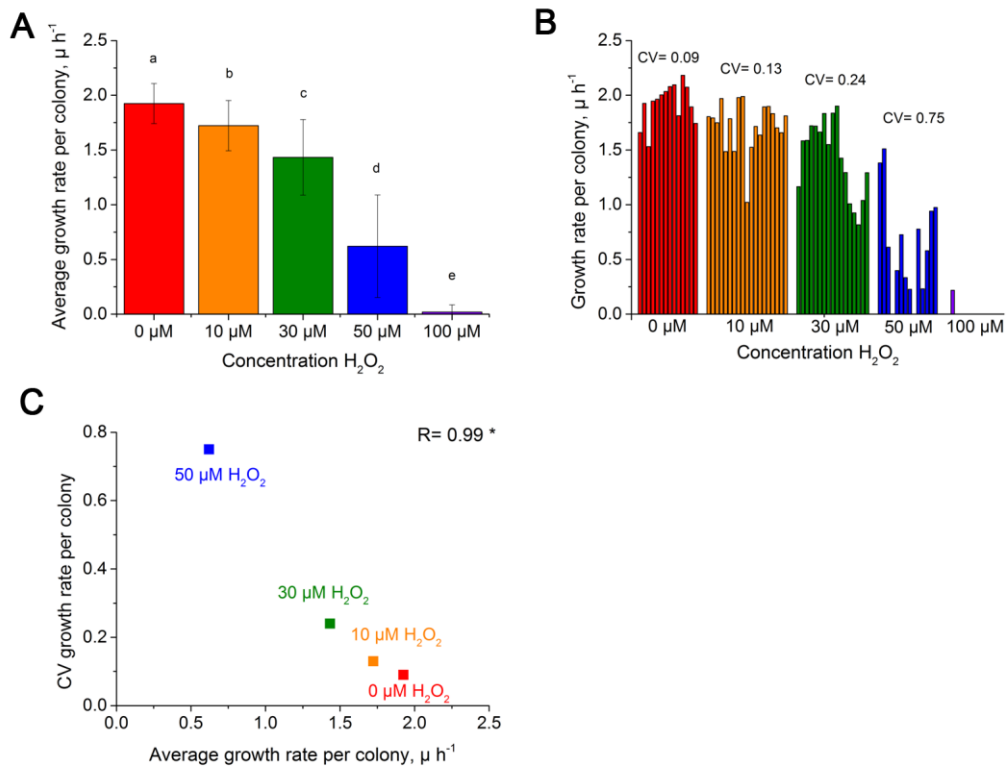 A
Average growth rate per colony, µ h⁻¹
2.5
2.0
1.5
1.0
0.5
0.0
a
b
c
d
e
0 µM 10 µM 30 µM 50 µM 100 µM
Concentration H₂O₂
B
Growth rate per colony, µ h⁻¹
2.5
2.0
1.5
1.0
0.5
0.0
CV= 0.09
CV= 0.13
CV= 0.24
CV= 0.75
0 µM 10 µM 30 µM 50 µM 100 µM
Concentration H₂O₂
C
CV growth rate per colony
0.8
0.6
0.4
0.2
0.0
R= 0.99 *
50 µM H₂O₂
30 µM H₂O₂
10 µM H₂O₂
0 µM H₂O₂
0.0 0.5 1.0 1.5 2.0 2.5
Average growth rate per colony, µ h⁻¹